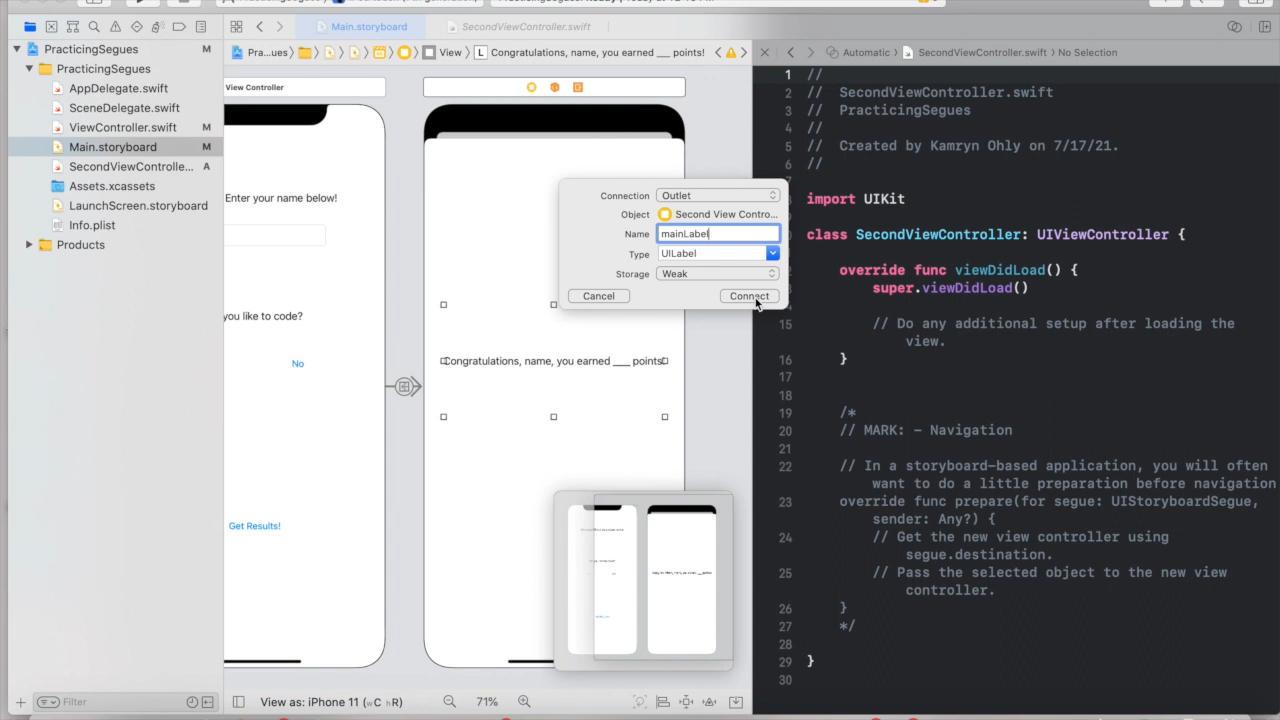 Main.storyboard
SecondViewController.swift
PracticingSegues
M
Pra...ues
View
L
Congratulations, name, you earned ___ points!
Automatic
SecondViewController.swift
No Selection
PracticingSegues
AppDelegate.swift
SceneDelegate.swift
ViewController.swift
M
Main.storyboard
M
SecondViewControlle...
A
Assets.xcassets
LaunchScreen.storyboard
Info.plist
Products
View Controller
Enter your name below!
you like to code?
No
Get Results!
Congratulations, name, you earned ___ points!
Connection
Outlet
Object
Second View Contro...
Name
mainLabel
Type
UILabel
Storage
Weak
Cancel
Connect
1 //
2 // SecondViewController.swift
3 // PracticingSegues
4 //
5 // Created by Kamryn Ohly on 7/17/21.
6 //
import UIKit
class SecondViewController: UIViewController {
override func viewDidLoad() {
super.viewDidLoad()
15 // Do any additional setup after loading the
view.
16 }
17
18
19 /*
20 // MARK: - Navigation
21
22 // In a storyboard-based application, you will often
want to do a little preparation before navigation
23 override func prepare(for segue: UIStoryboardSegue,
sender: Any?) {
24 // Get the new view controller using
segue.destination.
25 // Pass the selected object to the new view
controller.
26 }
27 */
28
29 }
30
Filter
View as: iPhone 11 (wC hR)
71%